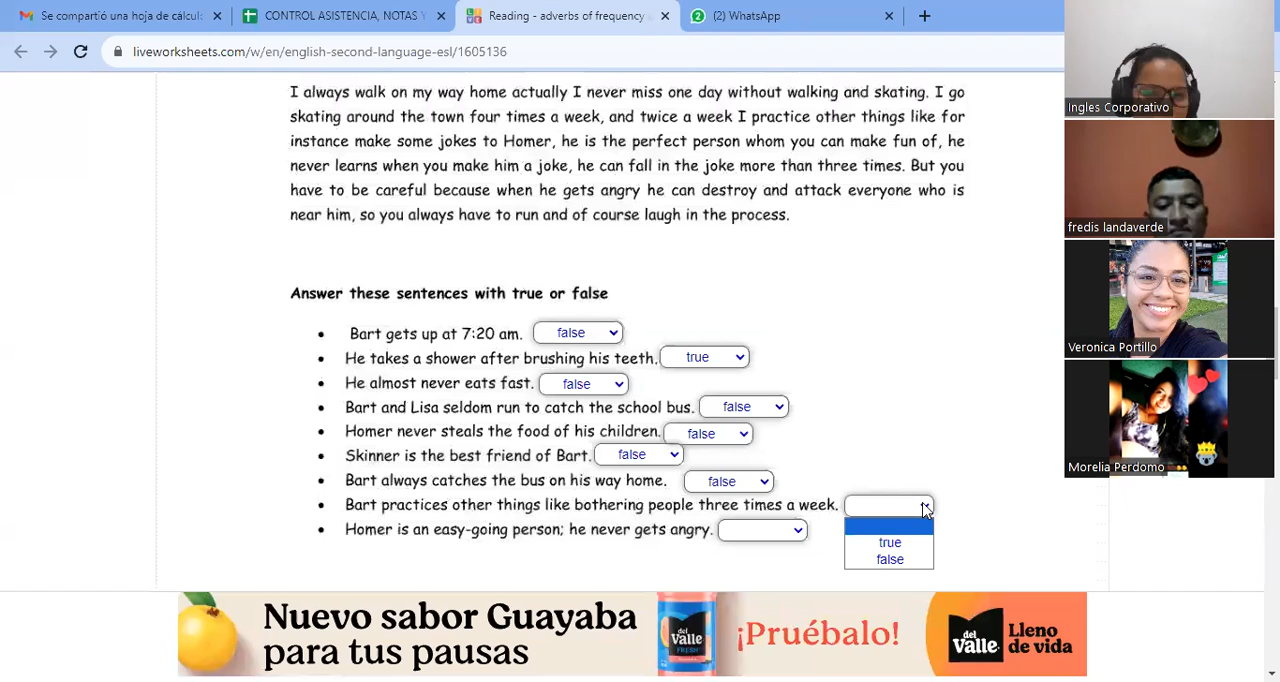 Se compartió una hoja de cálcul
CONTROL ASISTENCIA, NOTAS Y
Reading - adverbs of frequency
(2) WhatsApp
liveworksheets.com/w/en/english-second-language-esl/1605136
I always walk on my way home actually I never miss one day without walking and skating. I go
skating around the town four times a week, and twice a week I practice other things like for
instance make some jokes to Homer, he is the perfect person whom you can make fun of, he
never learns when you make him a joke, he can fall in the joke more than three times. But you
have to be careful because when he gets angry he can destroy and attack everyone who is
near him, so you always have to run and of course laugh in the process.
Answer these sentences with true or false
• Bart gets up at 7:20 am. false
• He takes a shower after brushing his teeth. true
• He almost never eats fast. false
• Bart and Lisa seldom run to catch the school bus. false
• Homer never steals the food of his children. false
• Skinner is the best friend of Bart. false
• Bart always catches the bus on his way home. false
• Bart practices other things like bothering people three times a week.
• Homer is an easy-going person; he never gets angry.
true
false
Ingles Corporativo
fredis landaverde
Veronica Portillo
Morelia Perdomo
Nuevo sabor Guayaba
para tus pausas
del Valle FRESH
¡Pruébalo!
del Valle
Lleno
de vida